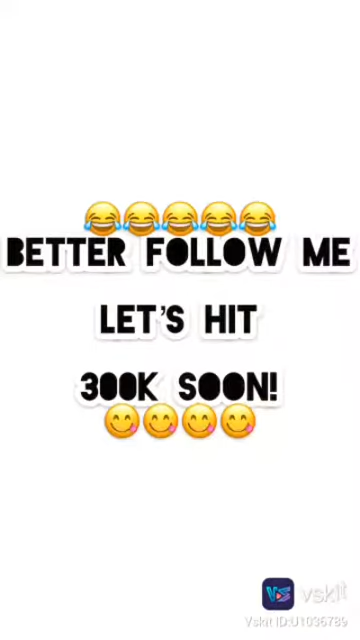 😂😂😂😂😂
BETTER FOLLOW ME
LET'S HIT
300K SOON!
😋😋😋😋
vskit
Vskit ID:U1036789